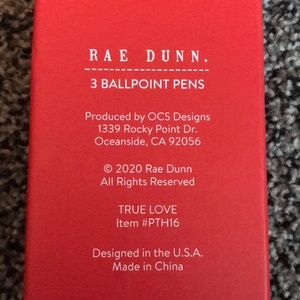 RAE DUNN.
3 BALLPOINT PENS
Produced by OCS Designs
1339 Rocky Point Dr.
Oceanside, CA 92056
© 2020 Rae Dunn
All Rights Reserved
TRUE LOVE
Item #PTH16
Designed in the U.S.A.
Made in China